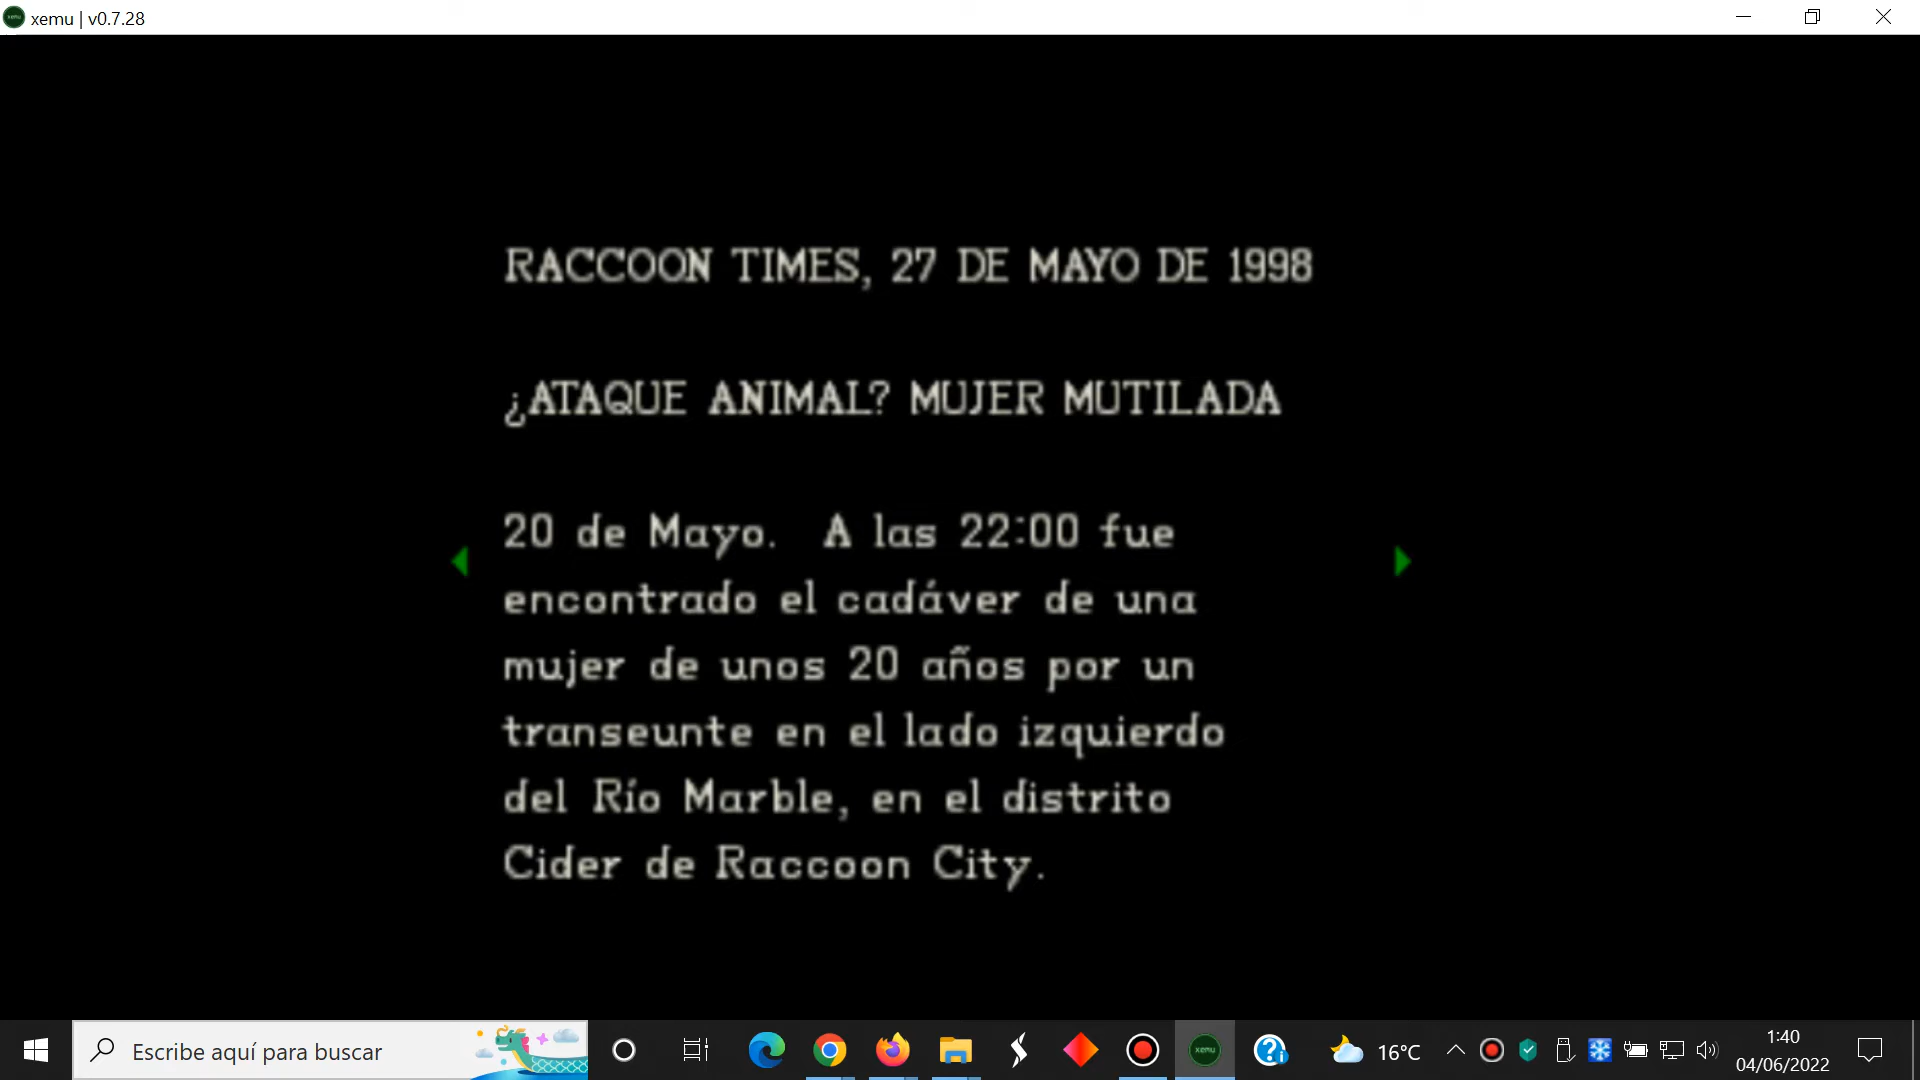 xemu | v0.7.28
RACCOON TIMES, 27 DE MAYO DE 1998
¿ATAQUE ANIMAL? MUJER MUTILADA
20 de Mayo. A las 22:00 fue
encontrado el cadáver de una
mujer de unos 20 años por un
transeunte en el lado izquierdo
del Río Marble, en el distrito
Cider de Raccoon City.
Escribe aquí para buscar
xemu
16°C
1:40
04/06/2022